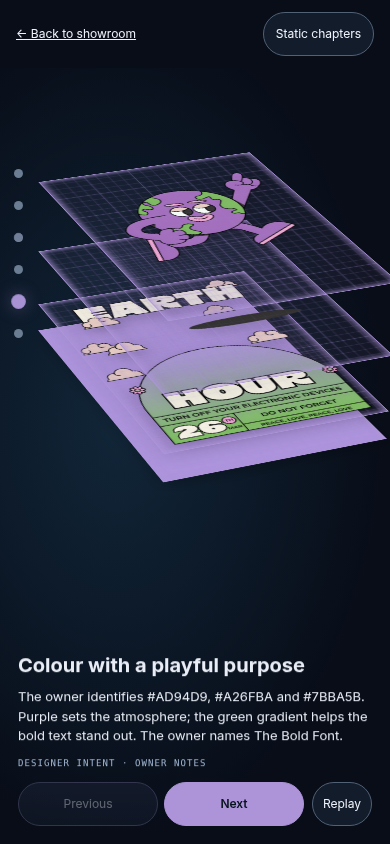 ← Back to showroom
Static chapters
EARTH
HOUR
TURN OFF YOUR ELECTRONIC DEVICES
26
DO NOT FORGET
PEACE, LOVE, PEACE, LOVE
Colour with a playful purpose
The owner identifies #AD94D9, #A26FBA and #7BBA5B.
Purple sets the atmosphere; the green gradient helps the
bold text stand out. The owner names The Bold Font.
DESIGNER INTENT · OWNER NOTES
Previous
Next
Replay